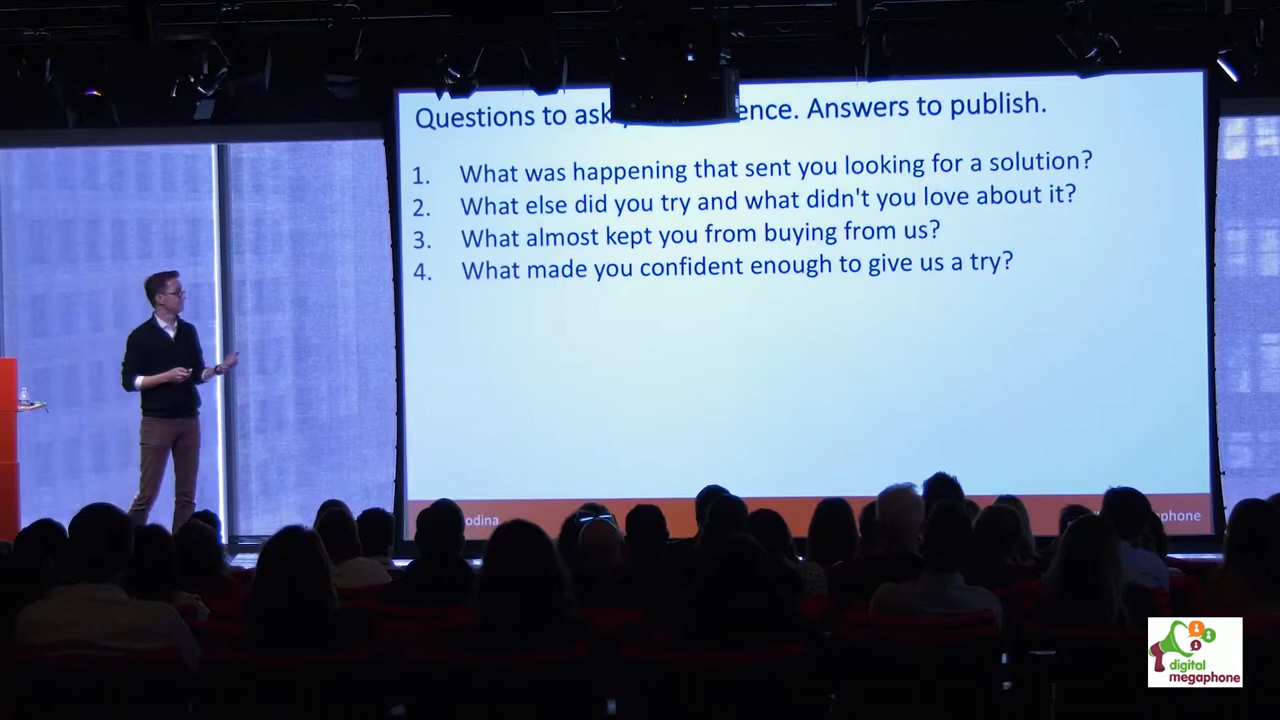 Questions to ask ence. Answers to publish.
1. What was happening that sent you looking for a solution?
2. What else did you try and what didn't you love about it?
3. What almost kept you from buying from us?
4. What made you confident enough to give us a try?
odina
phone
digital
megaphone